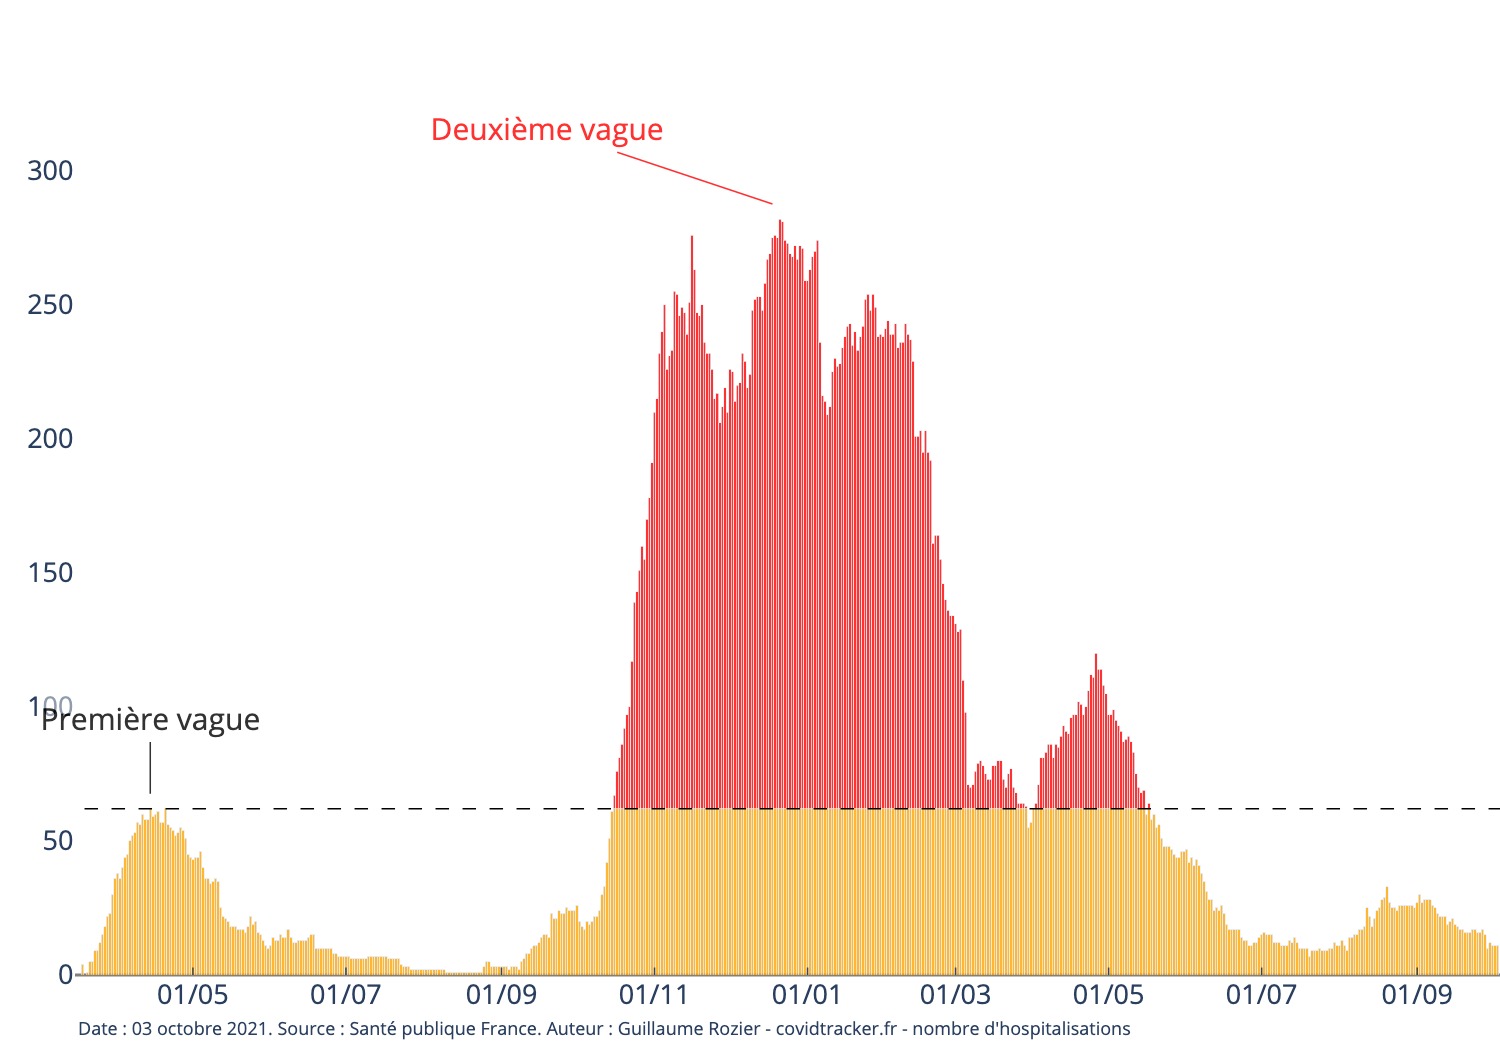 Deuxième vague
300
250
200
150
100
Première vague
50
0
01/05 01/07 01/09 01/11 01/01 01/03 01/05 01/07 01/09
Date : 03 octobre 2021. Source : Santé publique France. Auteur : Guillaume Rozier - covidtracker.fr - nombre d'hospitalisations